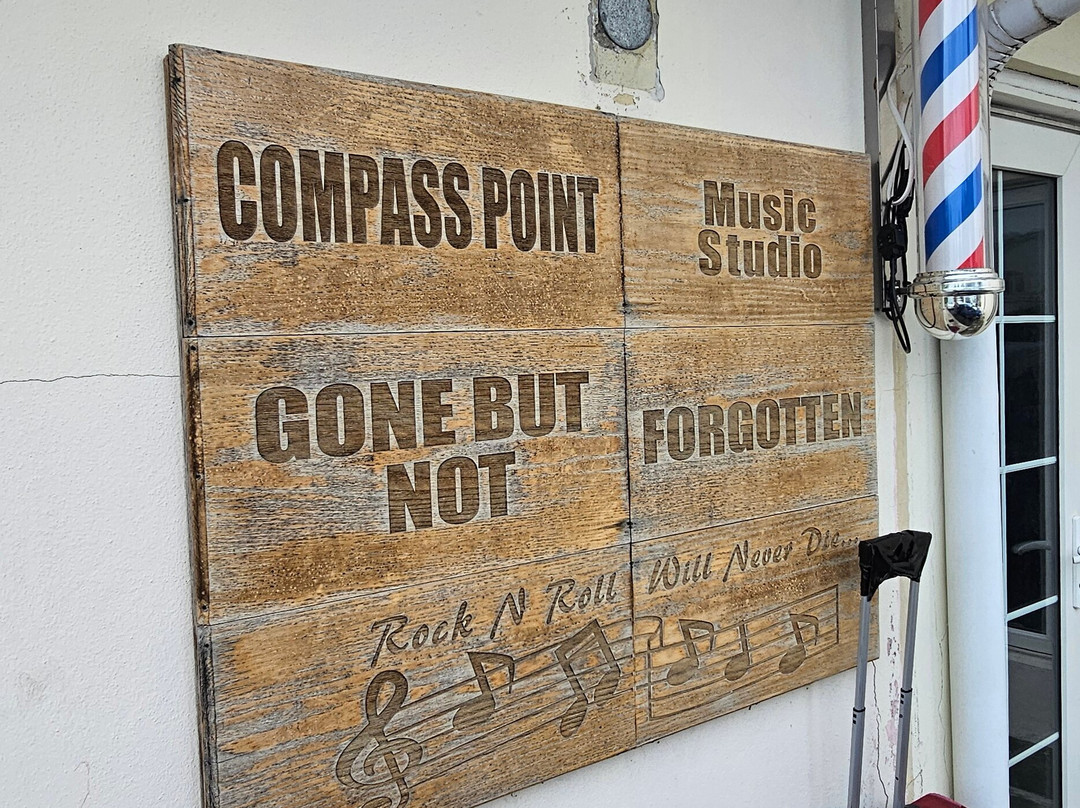 COMPASS POINT
Music
Studio
GONE BUT
NOT
FORGOTTEN
Rock N Roll Will Never Die...